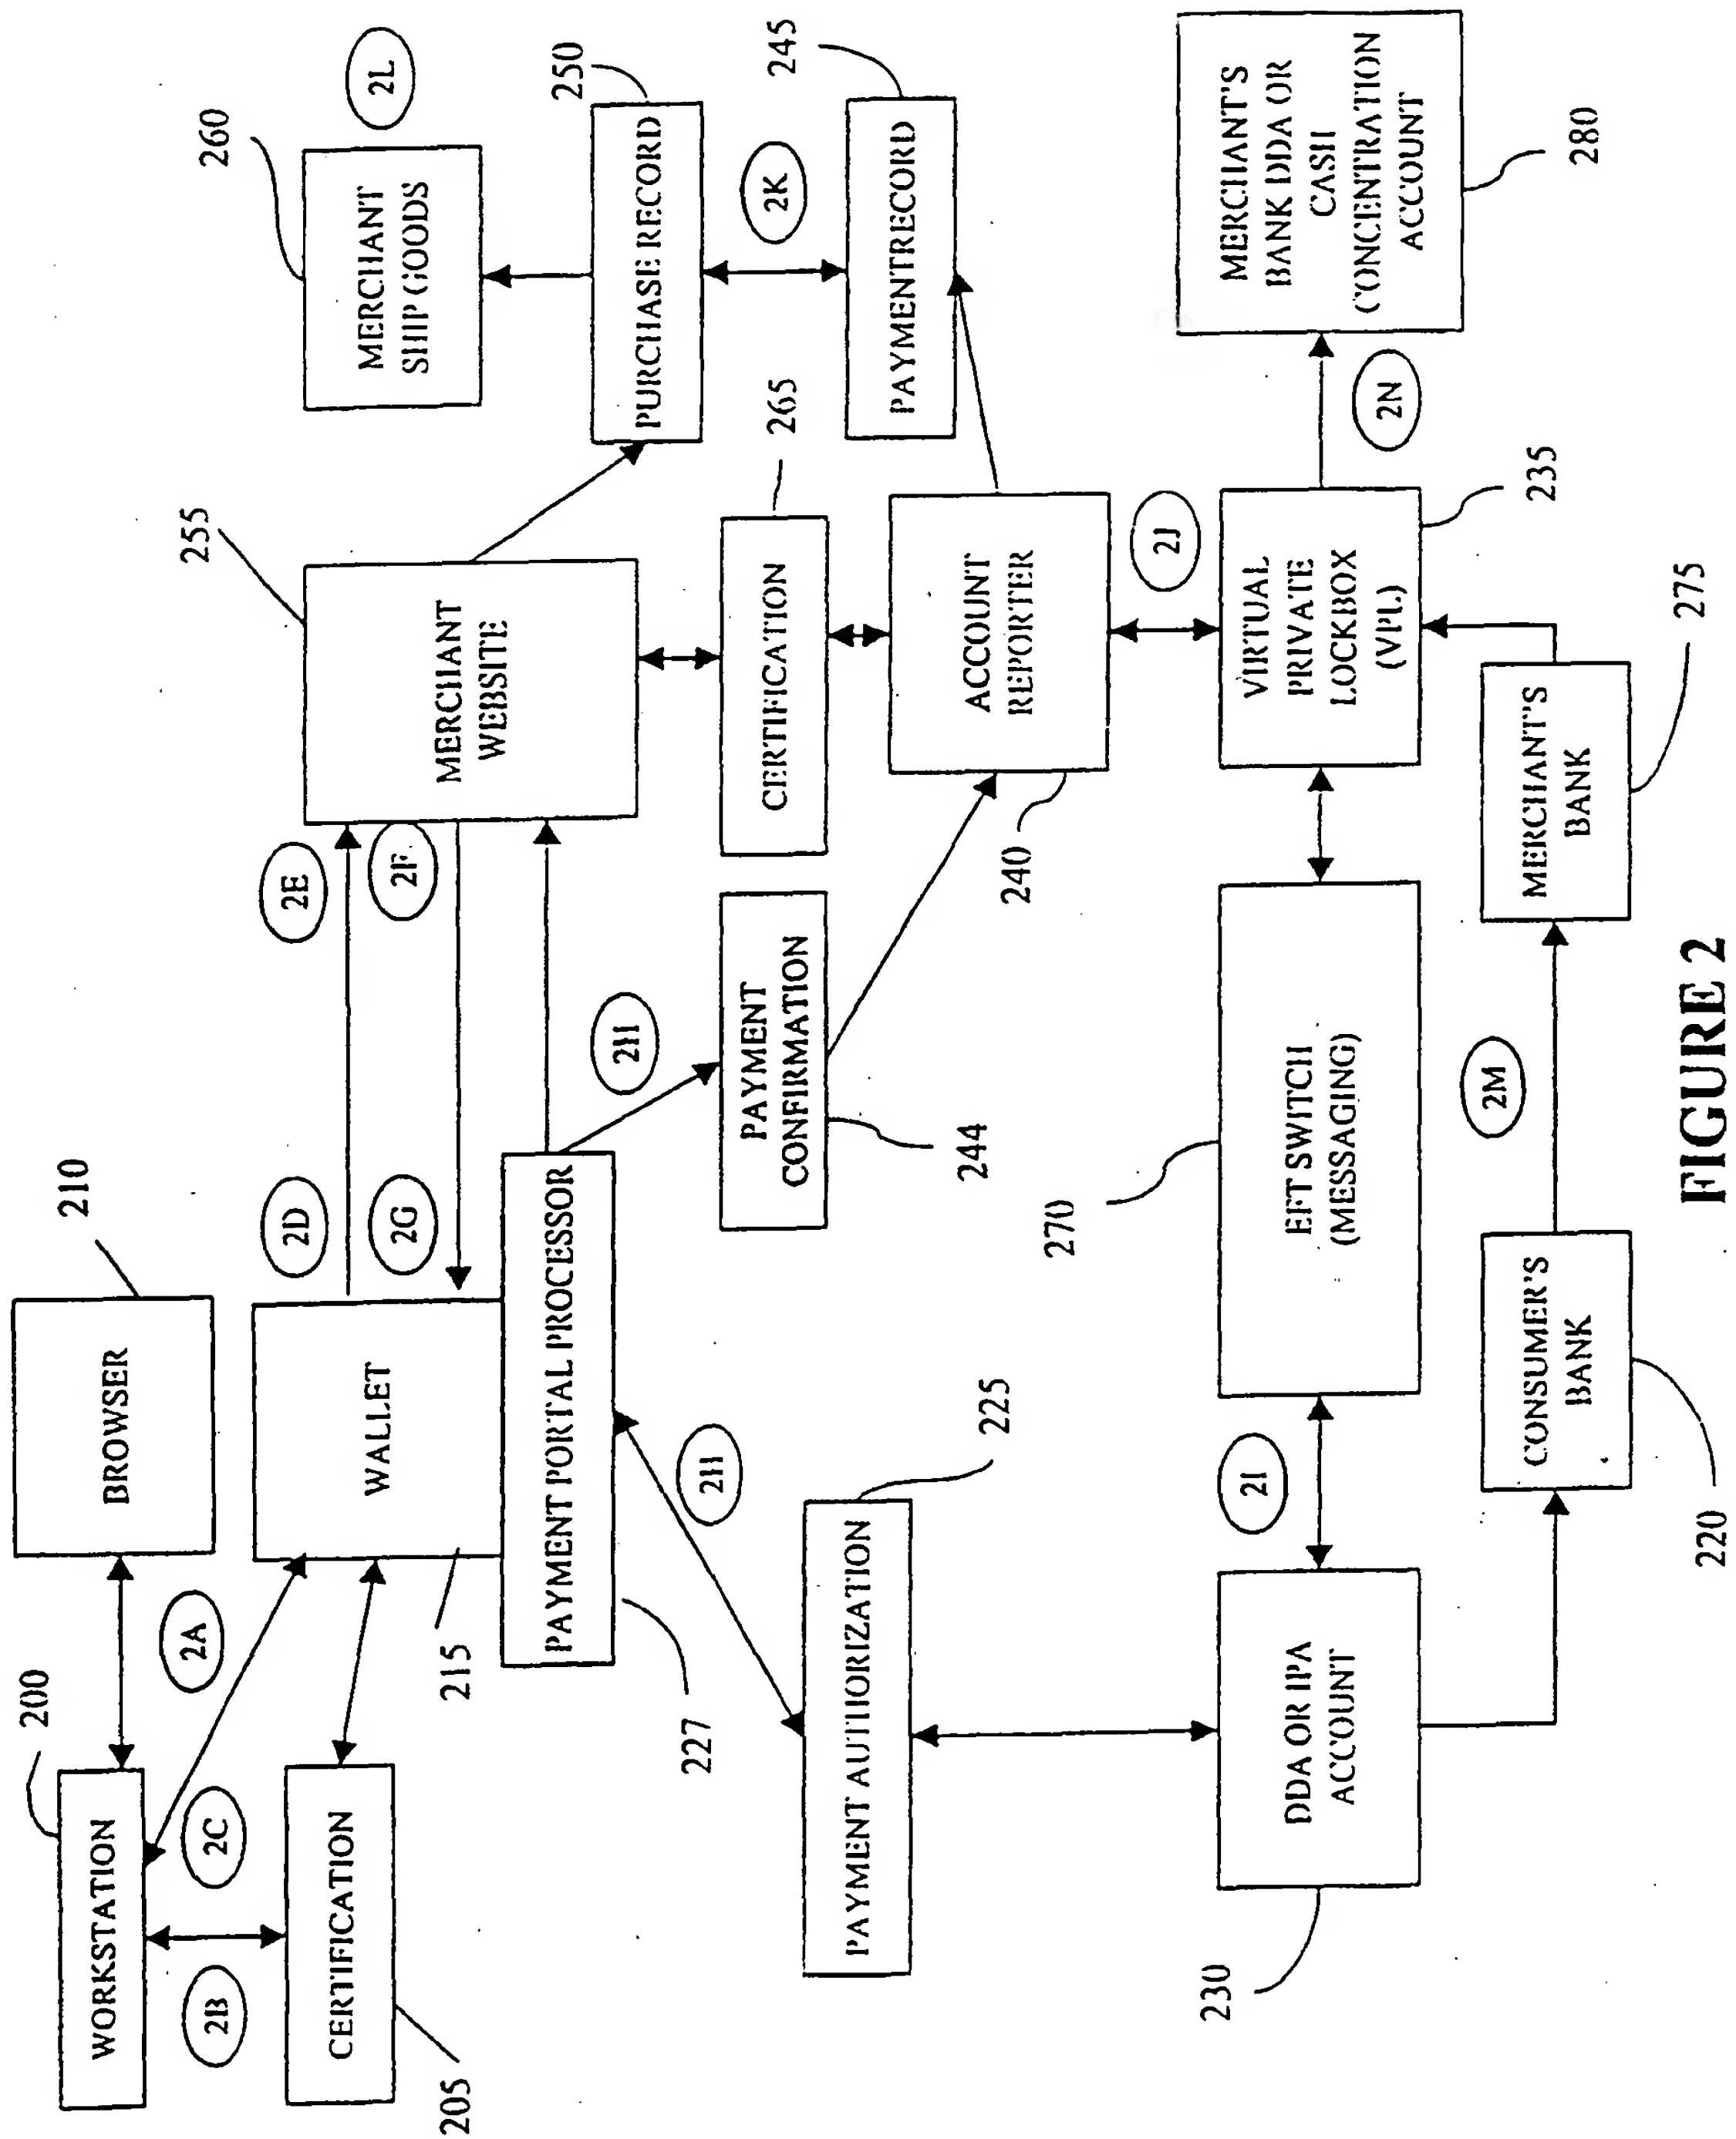 200
WORKSTATION
2A
210
BROWSER
2B
2C
205
CERTIFICATION
WALLET
215
2D
2E
2G
2F
255
MERCHANT
WEBSITE
260
MERCHANT
SHIP GOODS
2L
PAYMENT PORTAL PROCESSOR
227
2H
PAYMENT
CONFIRMATION
244
CERTIFICATION
265
PURCHASE RECORD
250
2K
PAYMENTRECORD
245
2H
225
PAYMENT AUTHORIZATION
ACCOUNT
REPORTER
240
2J
230
DDA OR IPA
ACCOUNT
2I
270
EFT SWITCH
(MESSAGING)
VIRTUAL
PRIVATE
LOCKBOX
(VPL)
235
2N
MERCHANT'S
BANK DDA OR
CASH
CONCENTRATION
ACCOUNT
280
CONSUMER'S
BANK
220
2M
MERCHANT'S
BANK
275
FIGURE 2